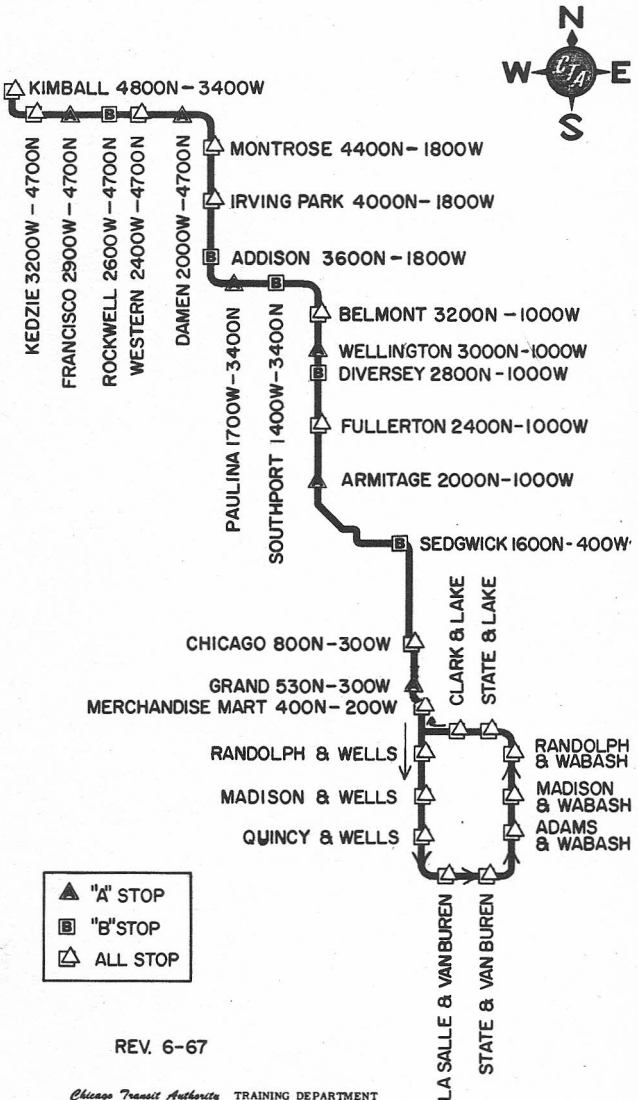 N
W
CTA
E
S
KIMBALL 4800N-3400W
KEDZIE 3200W-4700N
FRANCISCO 2900W-4700N
ROCKWELL 2600W-4700N
WESTERN 2400W-4700N
DAMEN 2000W-4700N
MONTROSE 4400N-1800W
IRVING PARK 4000N-1800W
B
ADDISON 3600N-1800W
PAULINA 1700W-3400N
SOUTHPORT 1400W-3400N
BELMONT 3200N-1000W
WELLINGTON 3000N-1000W
DIVERSEY 2800N-1000W
FULLERTON 2400N-1000W
ARMITAGE 2000N-1000W
B
SEDGWICK 1600N-400W
CHICAGO 800N-300W
GRAND 530N-300W
MERCHANDISE MART 400N-200W
CLARK & LAKE
STATE & LAKE
RANDOLPH & WELLS
MADISON & WELLS
QUINCY & WELLS
RANDOLPH
& WABASH
MADISON
& WABASH
ADAMS
& WABASH
LA SALLE & VAN BUREN
STATE & VAN BUREN
A "A" STOP
B "B" STOP
ALL STOP
REV. 6-67
Chicago Transit Authority TRAINING DEPARTMENT